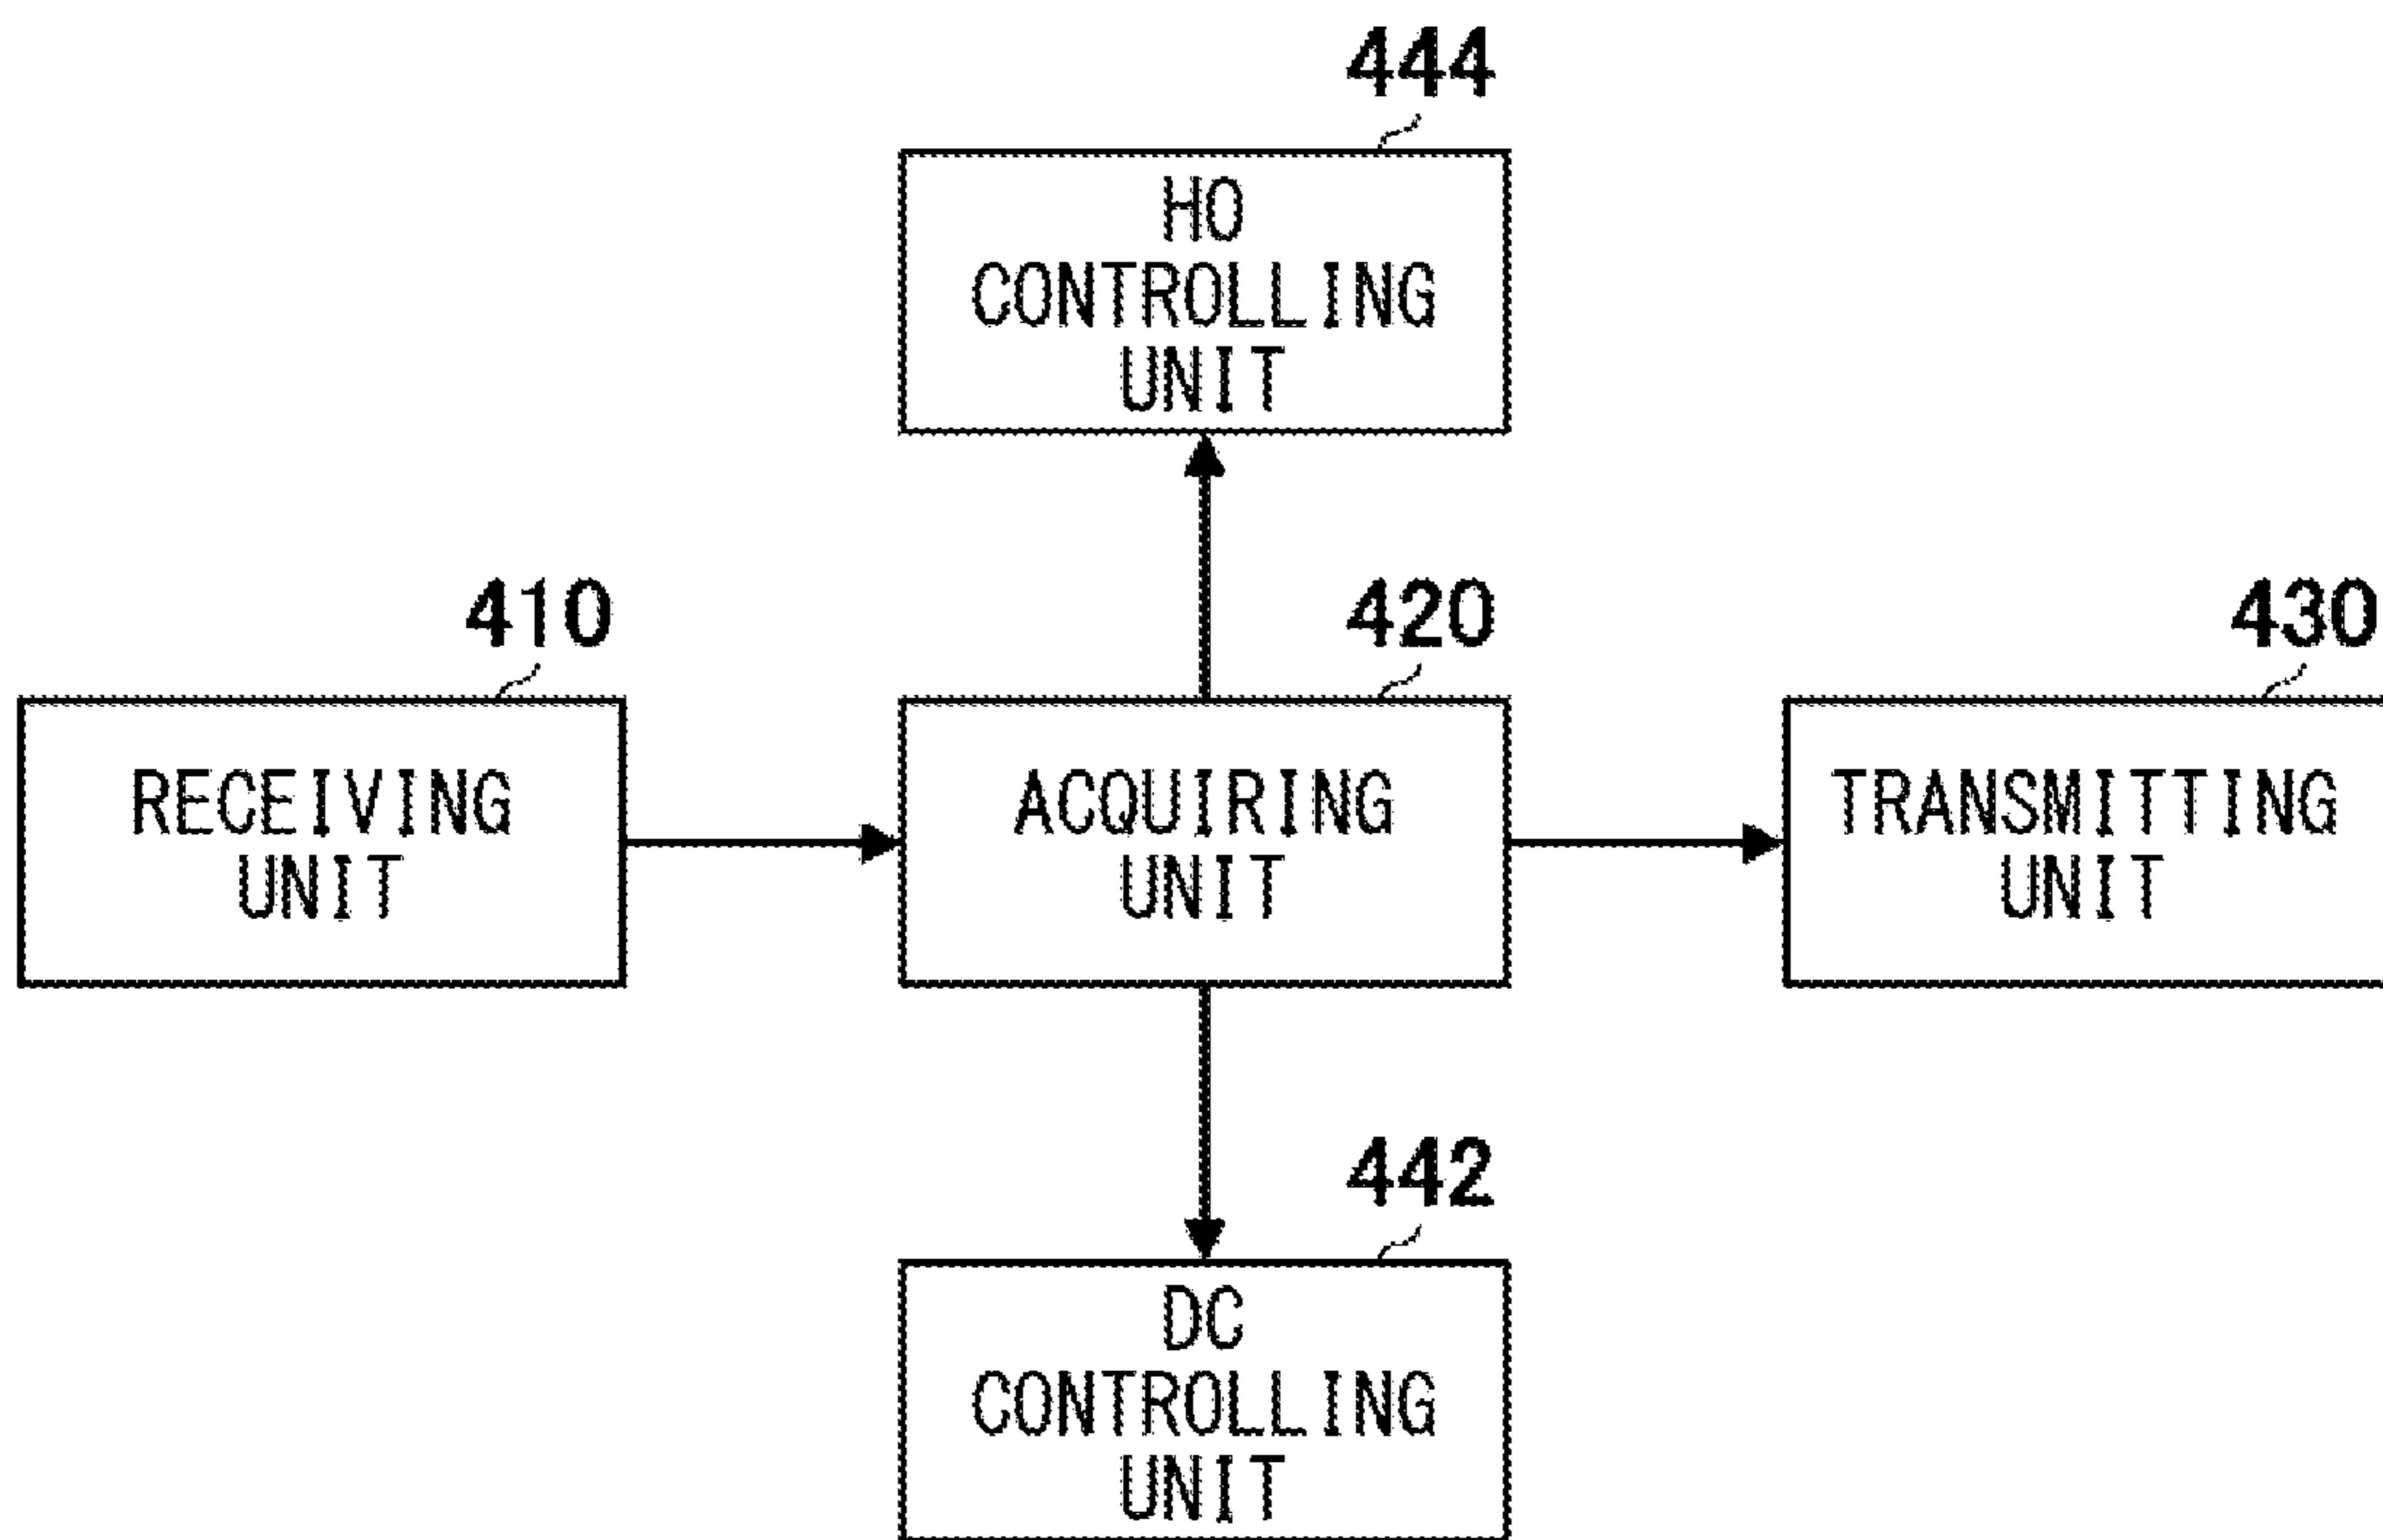 444
HO
CONTROLLING
UNIT
410
420
430
RECEIVING
UNIT
ACQUIRING
UNIT
TRANSMITTING
UNIT
442
DC
CONTROLLING
UNIT